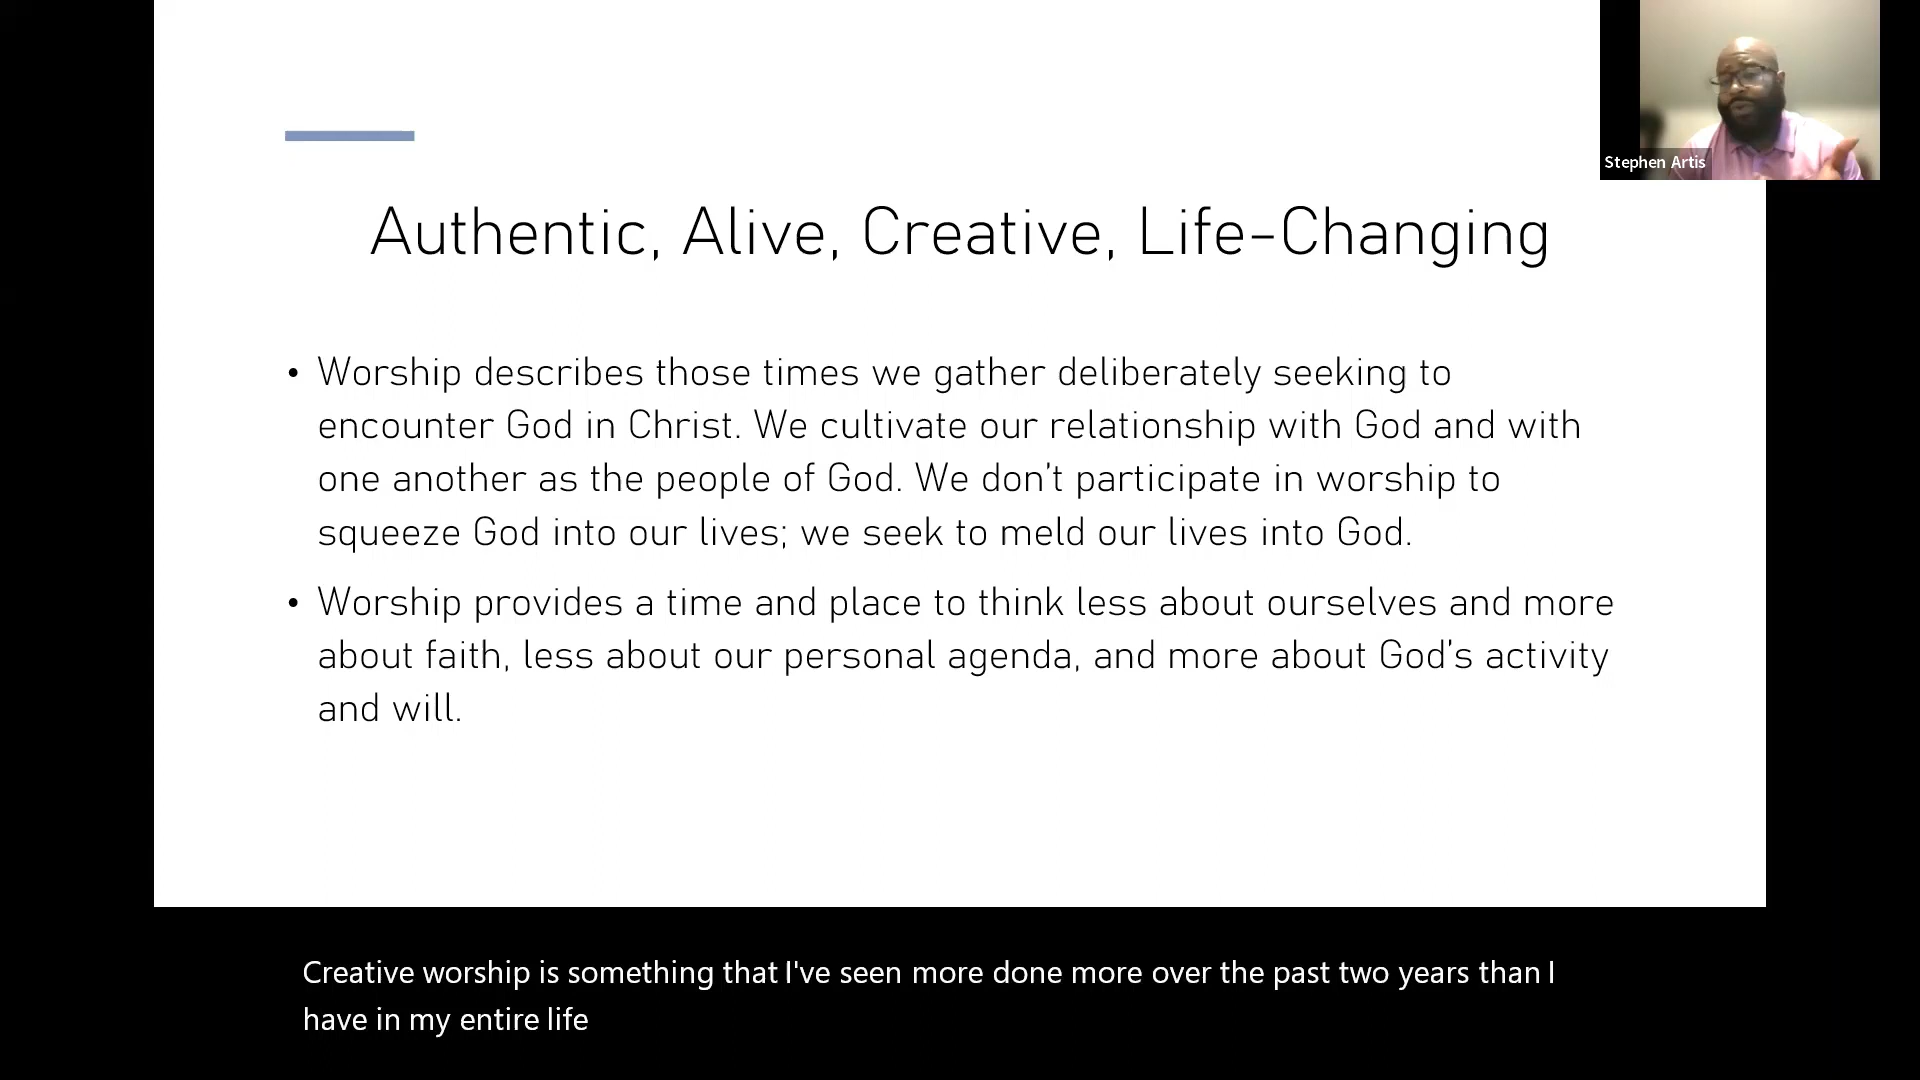 Stephen Artis
Authentic, Alive, Creative, Life-Changing
• Worship describes those times we gather deliberately seeking to
encounter God in Christ. We cultivate our relationship with God and with
one another as the people of God. We don’t participate in worship to
squeeze God into our lives; we seek to meld our lives into God.
• Worship provides a time and place to think less about ourselves and more
about faith, less about our personal agenda, and more about God’s activity
and will.
Creative worship is something that I've seen more done more over the past two years than I
have in my entire life